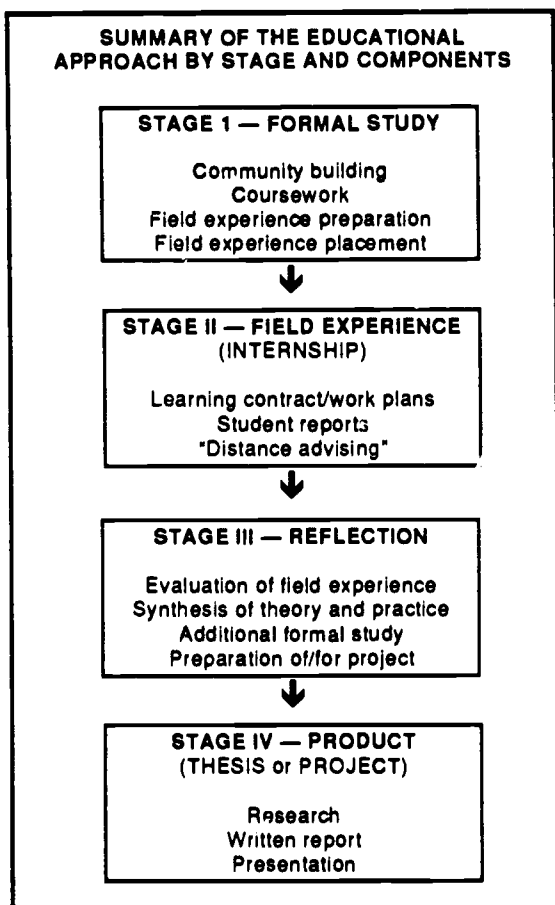 SUMMARY OF THE EDUCATIONAL
APPROACH BY STAGE AND COMPONENTS
STAGE 1 — FORMAL STUDY
Community building
Coursework
Field experience preparation
Field experience placement
STAGE II — FIELD EXPERIENCE
(INTERNSHIP)
Learning contract/work plans
Student reports
"Distance advising"
STAGE III — REFLECTION
Evaluation of field experience
Synthesis of theory and practice
Additional formal study
Preparation of/for project
STAGE IV — PRODUCT
(THESIS or PROJECT)
Research
Written report
Presentation